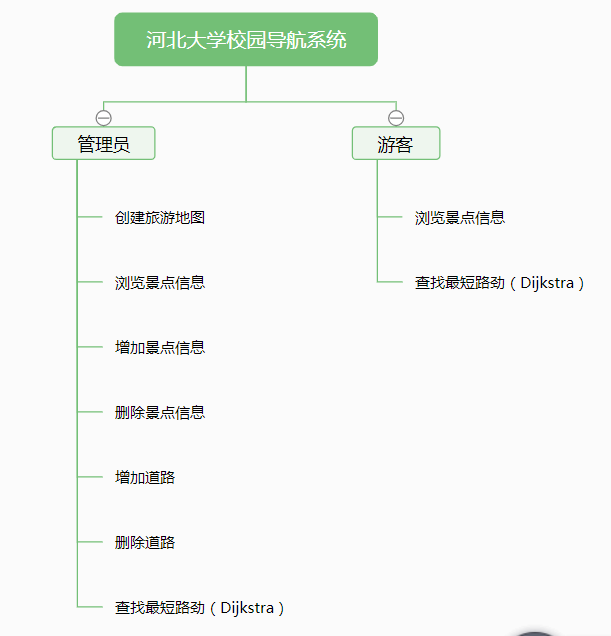 河北大学校园导航系统
管理员
游客
创建旅游地图
浏览景点信息
浏览景点信息
查找最短路劲（Dijkstra）
增加景点信息
删除景点信息
增加道路
删除道路
查找最短路劲（Dijkstra）